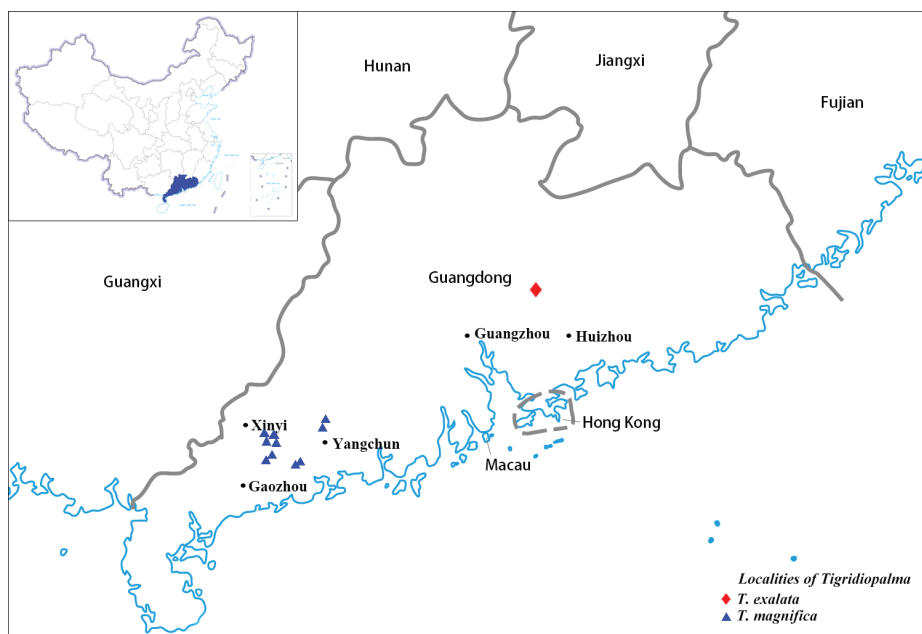 Hunan
Jiangxi
Fujian
Guangxi
Guangdong
Guangzhou
Huizhou
Xinyi
Hong Kong
Yangchun
Macau
Gaozhou
Localities of Tigridiopalma
T. exalata
T. magnifica